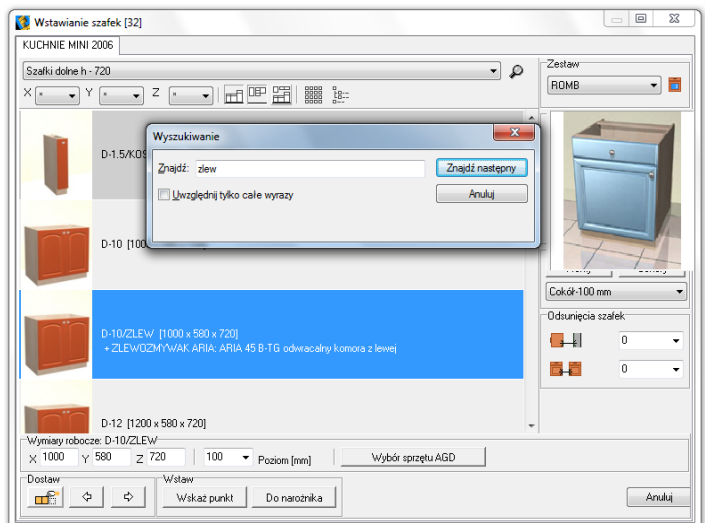 Wstawianie szafek [32]
KUCHNIE MINI 2006
Szafki dolne h - 720
Zestaw
ROMB
X * Y * Z *
Wyszukiwanie
Znajdź: zlew
Znajdź następny
Uwzględnij tylko całe wyrazy
Anuluj
D-1.5/KOS
D-10 [100
D-10/ZLEW [1000 x 580 x 720]
+ ZLEWOZMYWAK ARIA: ARIA 45 B-TG odwracalny komora z lewej
D-12 [1200 x 580 x 720]
Cokół-100 mm
Odsunięcia szafek
0
0
Wymiary robocze: D-10/ZLEW
X 1000 Y 580 Z 720 100 Poziom [mm] Wybór sprzętu AGD
Dostaw
Wstaw
Wskaż punkt Do narożnika Anuluj